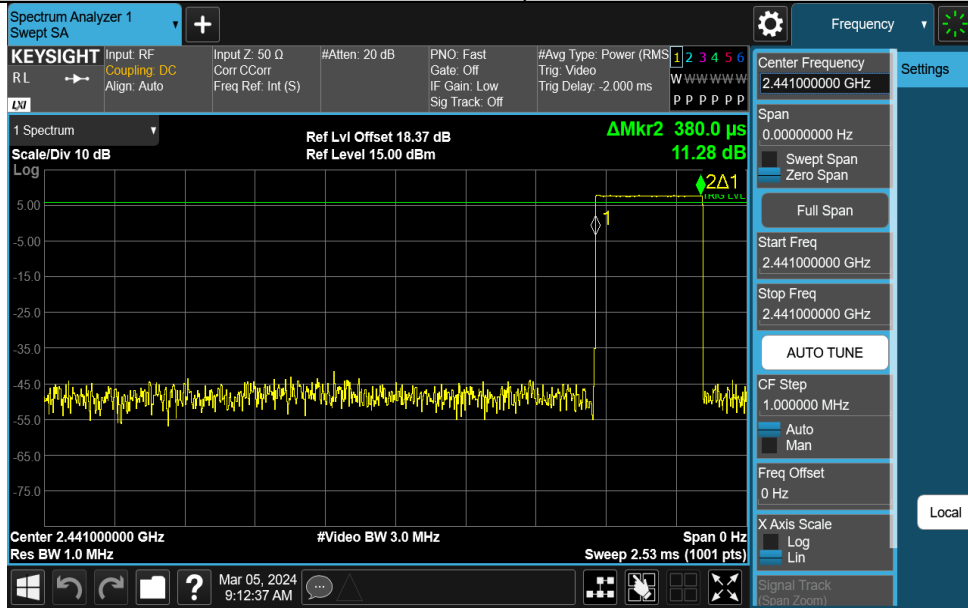 Spectrum Analyzer 1
Swept SA
Frequency
KEYSIGHT
RL
LXI
Input: RF
Coupling: DC
Align: Auto
Input Z: 50 Ω
Corr CCorr
Freq Ref: Int (S)
#Atten: 20 dB
PNO: Fast
Gate: Off
IF Gain: Low
Sig Track: Off
#Avg Type: Power (RMS
Trig: Video
Trig Delay: -2.000 ms
1 2 3 4 5 6
W W W W W W
P P P P P P
1 Spectrum
Scale/Div 10 dB
Log
Ref Lvl Offset 18.37 dB
Ref Level 15.00 dBm
ΔMkr2 380.0 µs
11.28 dB
2Δ1
TRIG LVL
1
5.00
-5.00
-15.0
-25.0
-35.0
-45.0
-55.0
-65.0
-75.0
Center 2.441000000 GHz
Res BW 1.0 MHz
#Video BW 3.0 MHz
Span 0 Hz
Sweep 2.53 ms (1001 pts)
Center Frequency
2.441000000 GHz
Span
0.00000000 Hz
Swept Span
Zero Span
Full Span
Start Freq
2.441000000 GHz
Stop Freq
2.441000000 GHz
AUTO TUNE
CF Step
1.000000 MHz
Auto
Man
Freq Offset
0 Hz
X Axis Scale
Log
Lin
Signal Track
(Span Zoom)
Settings
Local
?
Mar 05, 2024
9:12:37 AM